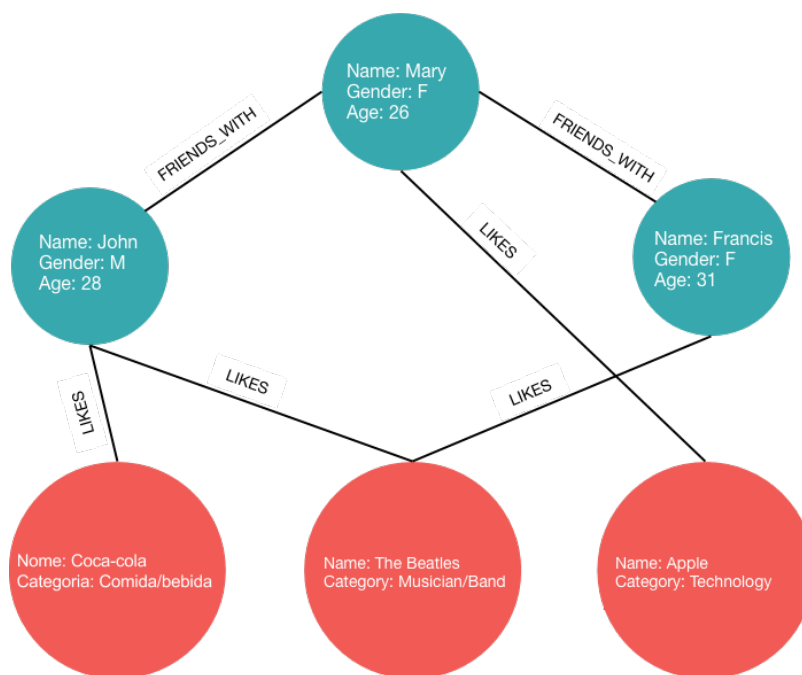 Name: Mary
Gender: F
Age: 26
FRIENDS_WITH
FRIENDS_WITH
Name: John
Gender: M
Age: 28
LIKES
Name: Francis
Gender: F
Age: 31
LIKES
LIKES
LIKES
Nome: Coca-cola
Categoria: Comida/bebida
Name: The Beatles
Category: Musician/Band
Name: Apple
Category: Technology